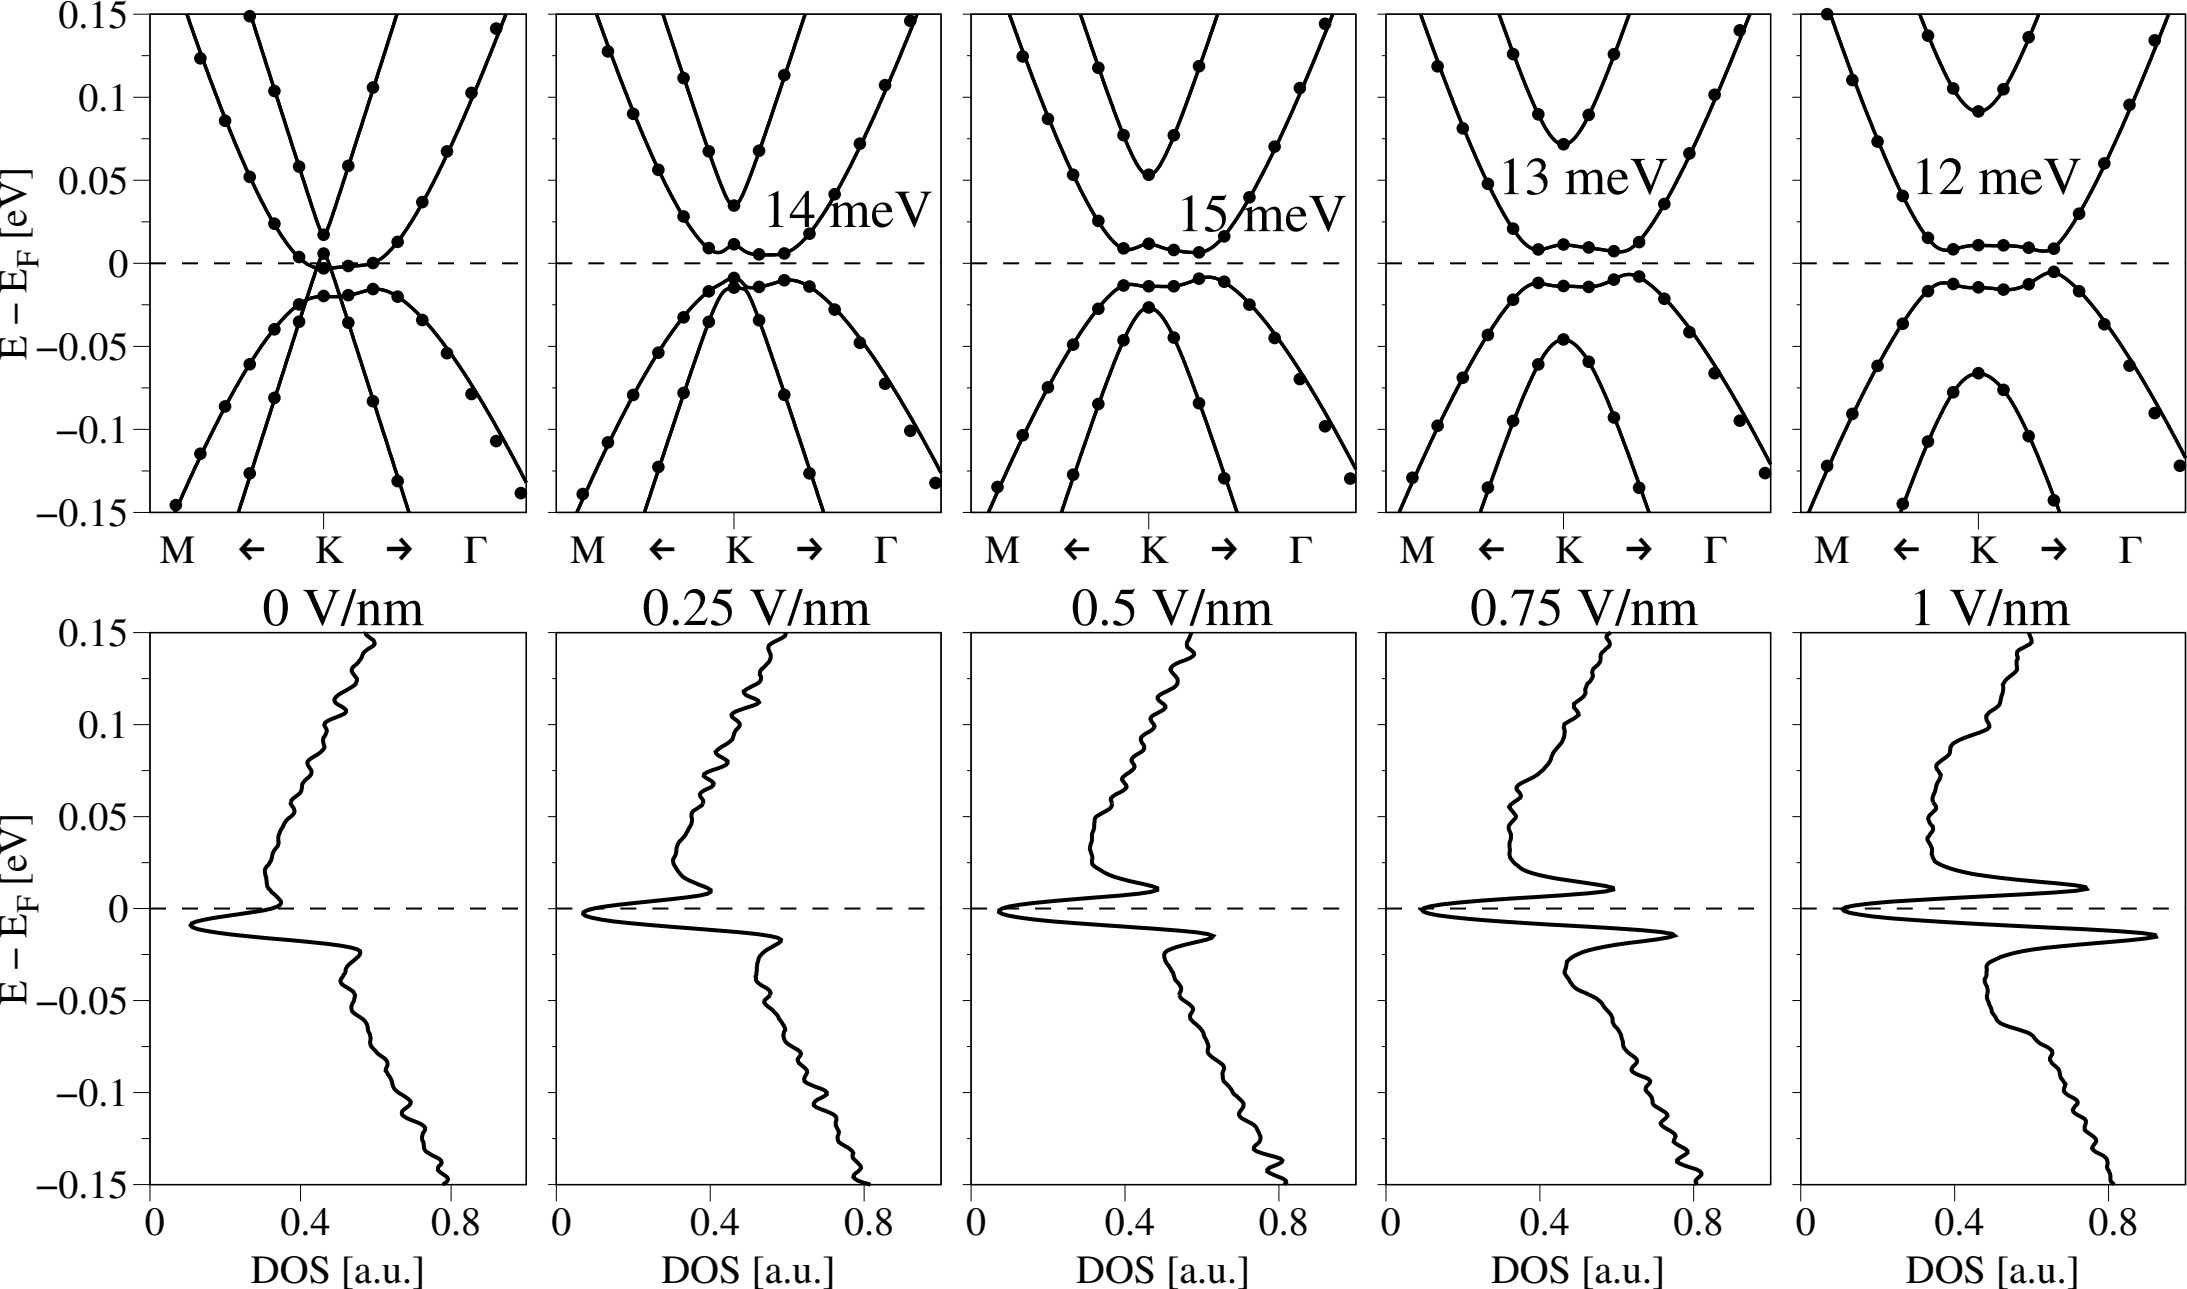 0.15
0.1
0.05
0
−0.05
−0.1
−0.15
E − E_F [eV]
14 meV
15 meV
13 meV
12 meV
M ← K → Γ
M ← K → Γ
M ← K → Γ
M ← K → Γ
M ← K → Γ
0 V/nm
0.25 V/nm
0.5 V/nm
0.75 V/nm
1 V/nm
0.15
0.1
0.05
0
−0.05
−0.1
−0.15
E − E_F [eV]
0 0.4 0.8
0 0.4 0.8
0 0.4 0.8
0 0.4 0.8
0 0.4 0.8
DOS [a.u.]
DOS [a.u.]
DOS [a.u.]
DOS [a.u.]
DOS [a.u.]